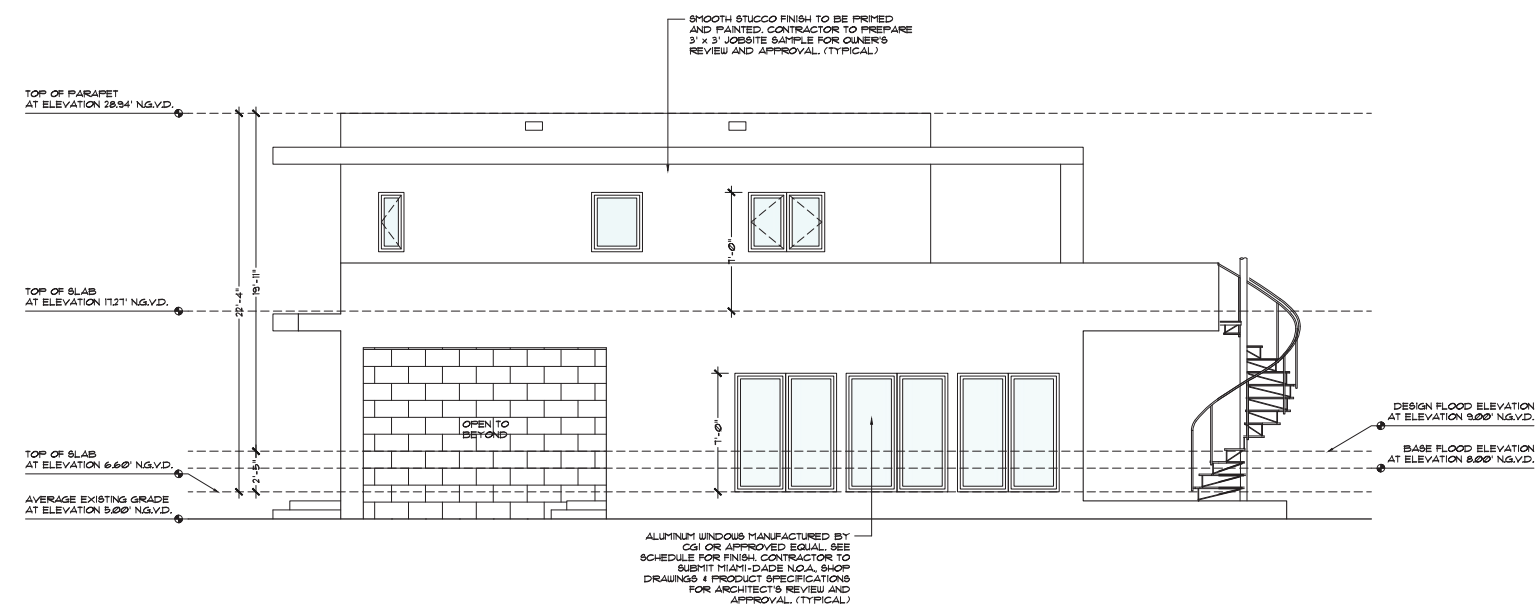 SMOOTH STUCCO FINISH TO BE PRIMED
AND PAINTED. CONTRACTOR TO PREPARE
3' x 3' JOBSITE SAMPLE FOR OWNER'S
REVIEW AND APPROVAL. (TYPICAL)
TOP OF PARAPET
AT ELEVATION 28.94' N.G.V.D.
7'-0"
TOP OF SLAB
AT ELEVATION 17.27' N.G.V.D.
22'-4"
19'-11"
OPEN TO
BEYOND
7'-0"
DESIGN FLOOD ELEVATION
AT ELEVATION 9.00' N.G.V.D.
BASE FLOOD ELEVATION
AT ELEVATION 8.00' N.G.V.D.
TOP OF SLAB
AT ELEVATION 6.60' N.G.V.D.
2'-5"
AVERAGE EXISTING GRADE
AT ELEVATION 5.00' N.G.V.D.
ALUMINUM WINDOWS MANUFACTURED BY
CGI OR APPROVED EQUAL. SEE
SCHEDULE FOR FINISH. CONTRACTOR TO
SUBMIT MIAMI-DADE N.O.A., SHOP
DRAWINGS & PRODUCT SPECIFICATIONS
FOR ARCHITECT'S REVIEW AND
APPROVAL. (TYPICAL)